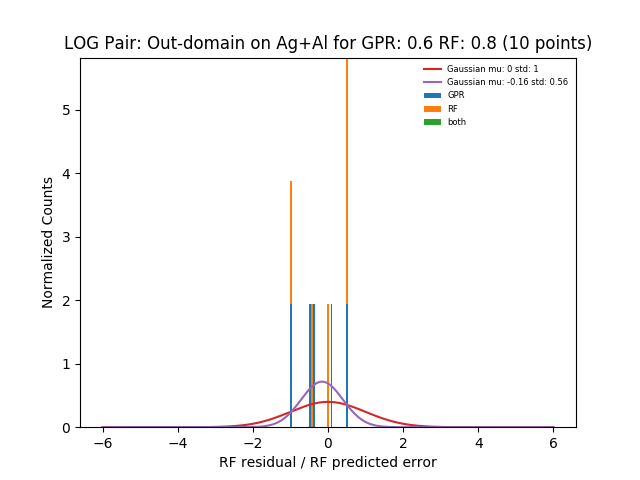 LOG Pair: Out-domain on Ag+Al for GPR: 0.6 RF: 0.8 (10 points)
Gaussian mu: 0 std: 1
Gaussian mu: -0.16 std: 0.56
GPR
RF
both
Normalized Counts
5
4
3
2
1
0
−6
−4
−2
0
2
4
6
RF residual / RF predicted error